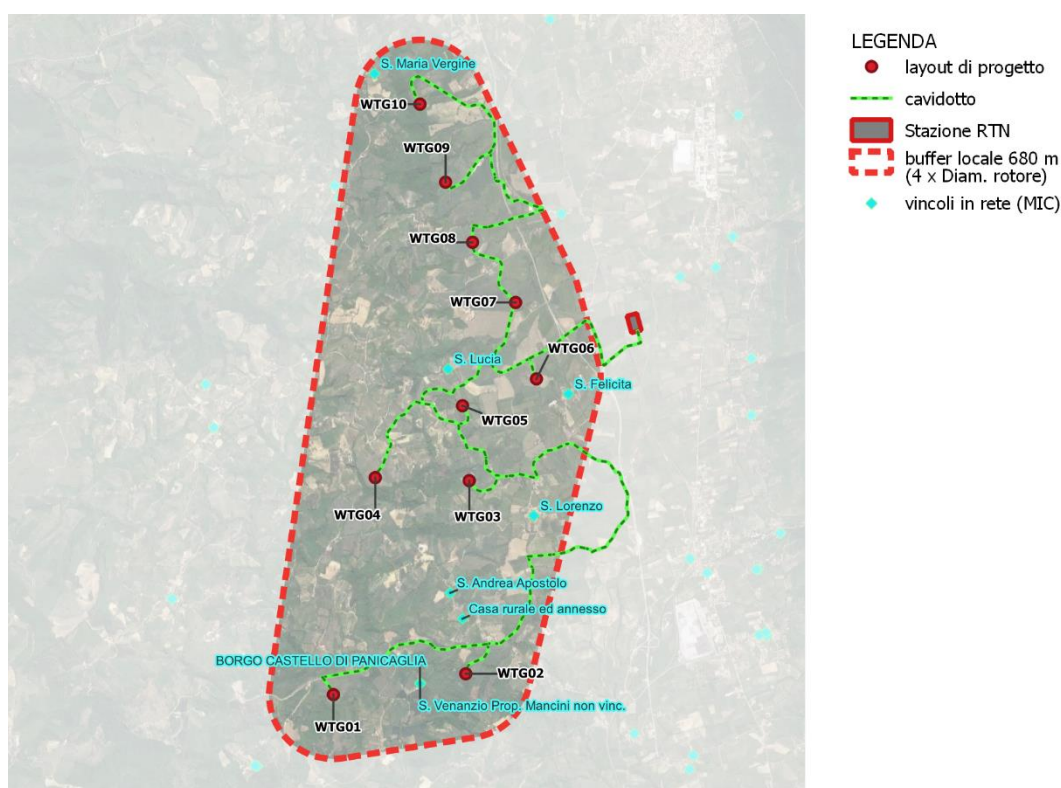 LEGENDA
layout di progetto
cavidotto
Stazione RTN
buffer locale 680 m
(4 x Diam. rotore)
vincoli in rete (MIC)
S. Maria Vergine
WTG10
WTG09
WTG08
WTG07
WTG06
S. Lucia
S. Felicita
WTG05
WTG04
WTG03
S. Lorenzo
S. Andrea Apostolo
Casa rurale ed annesso
BORGO CASTELLO DI PANICAGLIA
WTG02
S. Venanzio Prop. Mancini non vinc.
WTG01